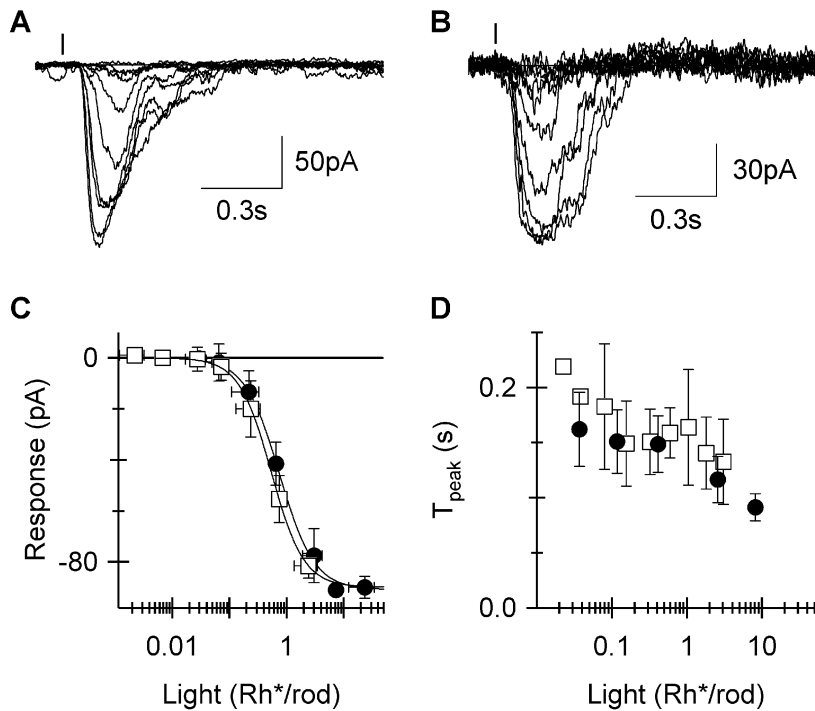 A
B
50pA
0.3s
30pA
0.3s
C
D
0
-80
Response (pA)
0.01
1
Light (Rh*/rod)
0.2
0.0
Tpeak (s)
0.1
1
10
Light (Rh*/rod)